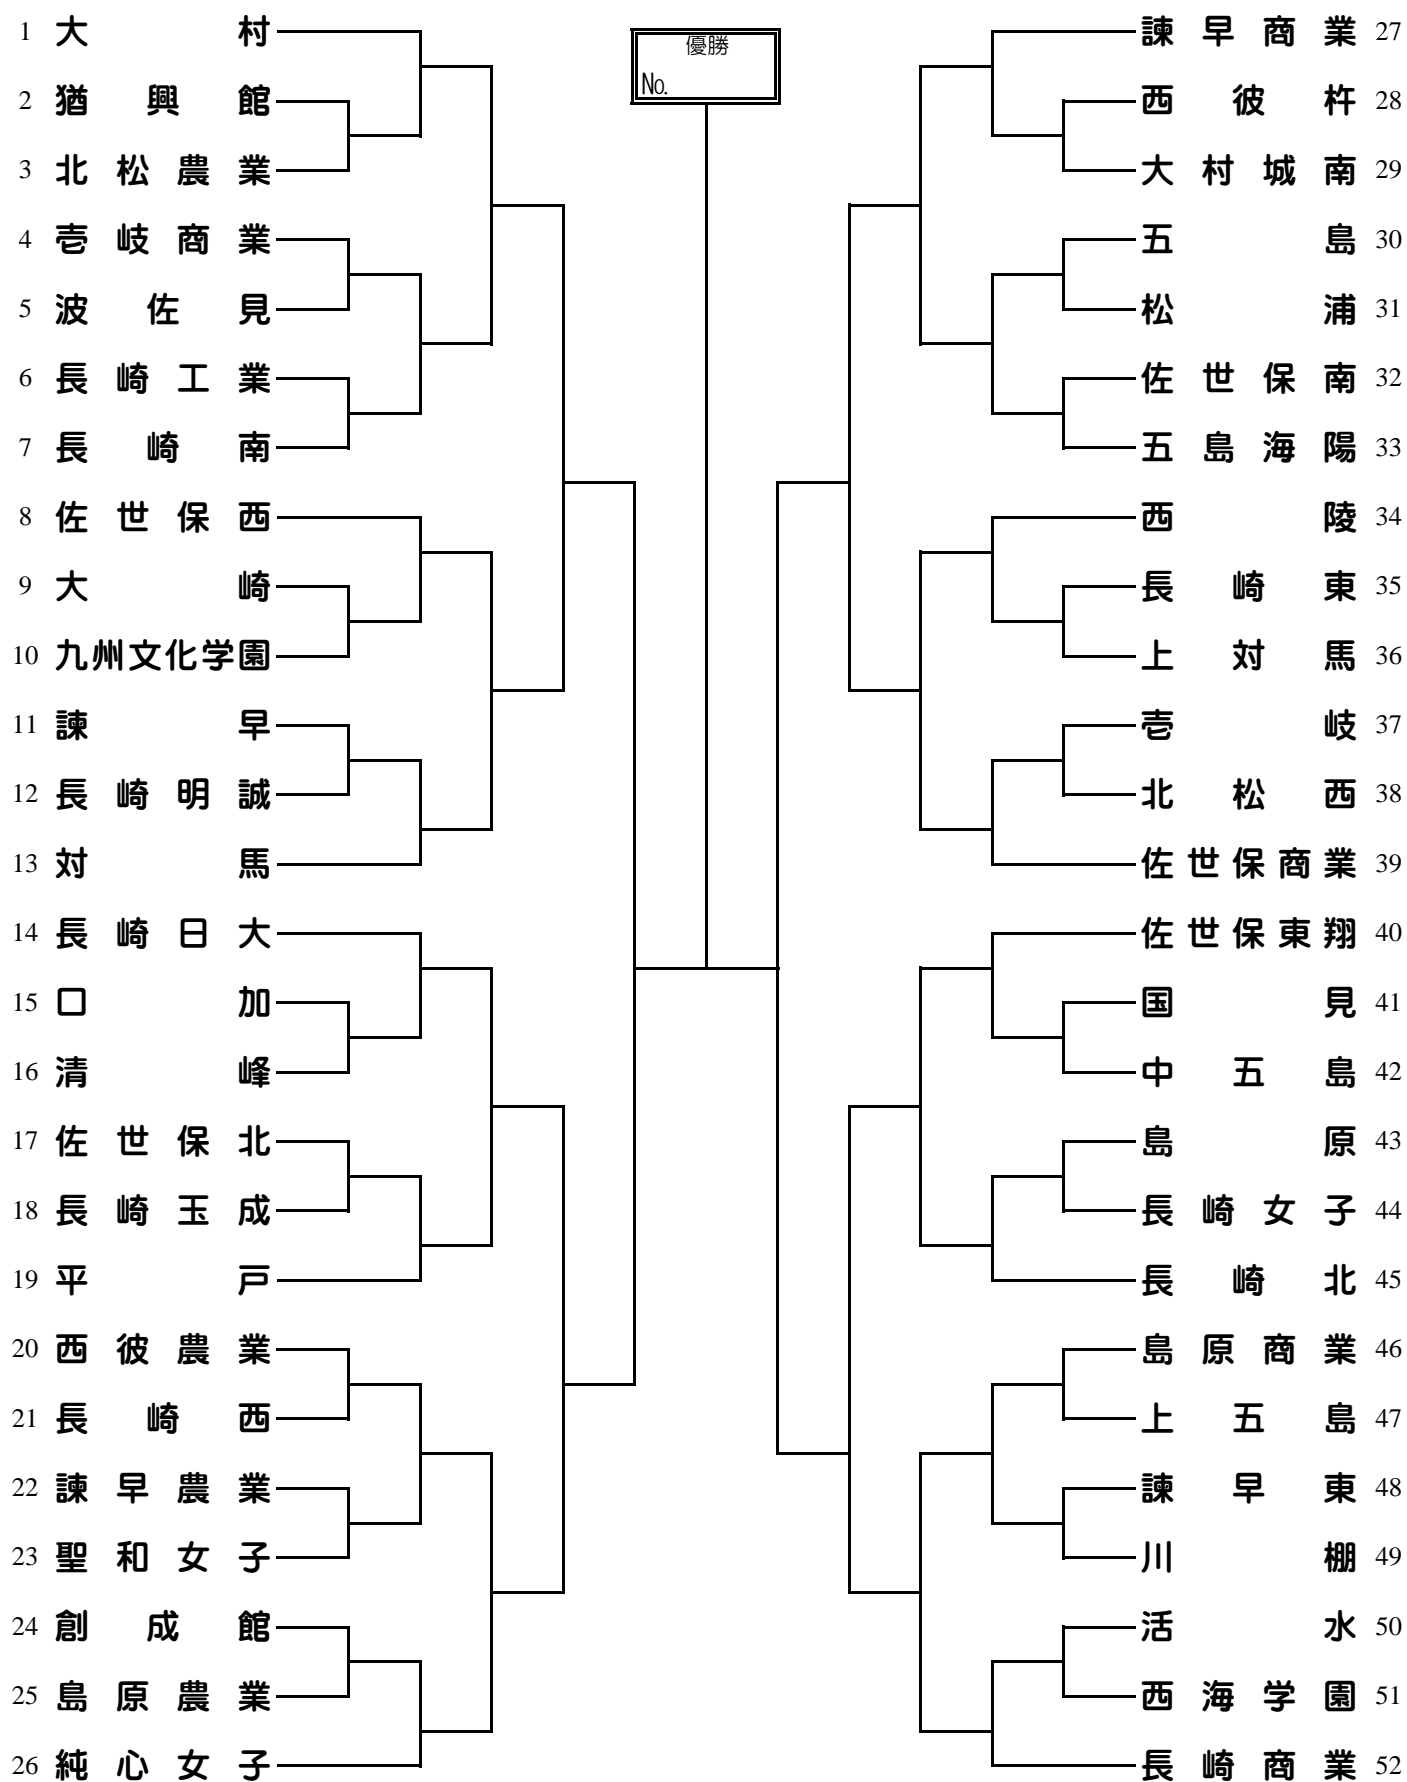 優勝
No.
1 大村
2 猶興館
3 北松農業
4 壱岐商業
5 波佐見
6 長崎工業
7 長崎南
8 佐世保西
9 大崎
10 九州文化学園
11 諫早
12 長崎明誠
13 対馬
14 長崎日大
15 口加
16 清峰
17 佐世保北
18 長崎玉成
19 平戸
20 西彼農業
21 長崎西
22 諫早農業
23 聖和女子
24 創成館
25 島原農業
26 純心女子
諫早商業 27
西彼杵 28
大村城南 29
五島 30
松浦 31
佐世保南 32
五島海陽 33
西陵 34
長崎東 35
上対馬 36
壱岐 37
北松西 38
佐世保商業 39
佐世保東翔 40
国見 41
中五島 42
島原 43
長崎女子 44
長崎北 45
島原商業 46
上五島 47
諫早東 48
川棚 49
活水 50
西海学園 51
長崎商業 52